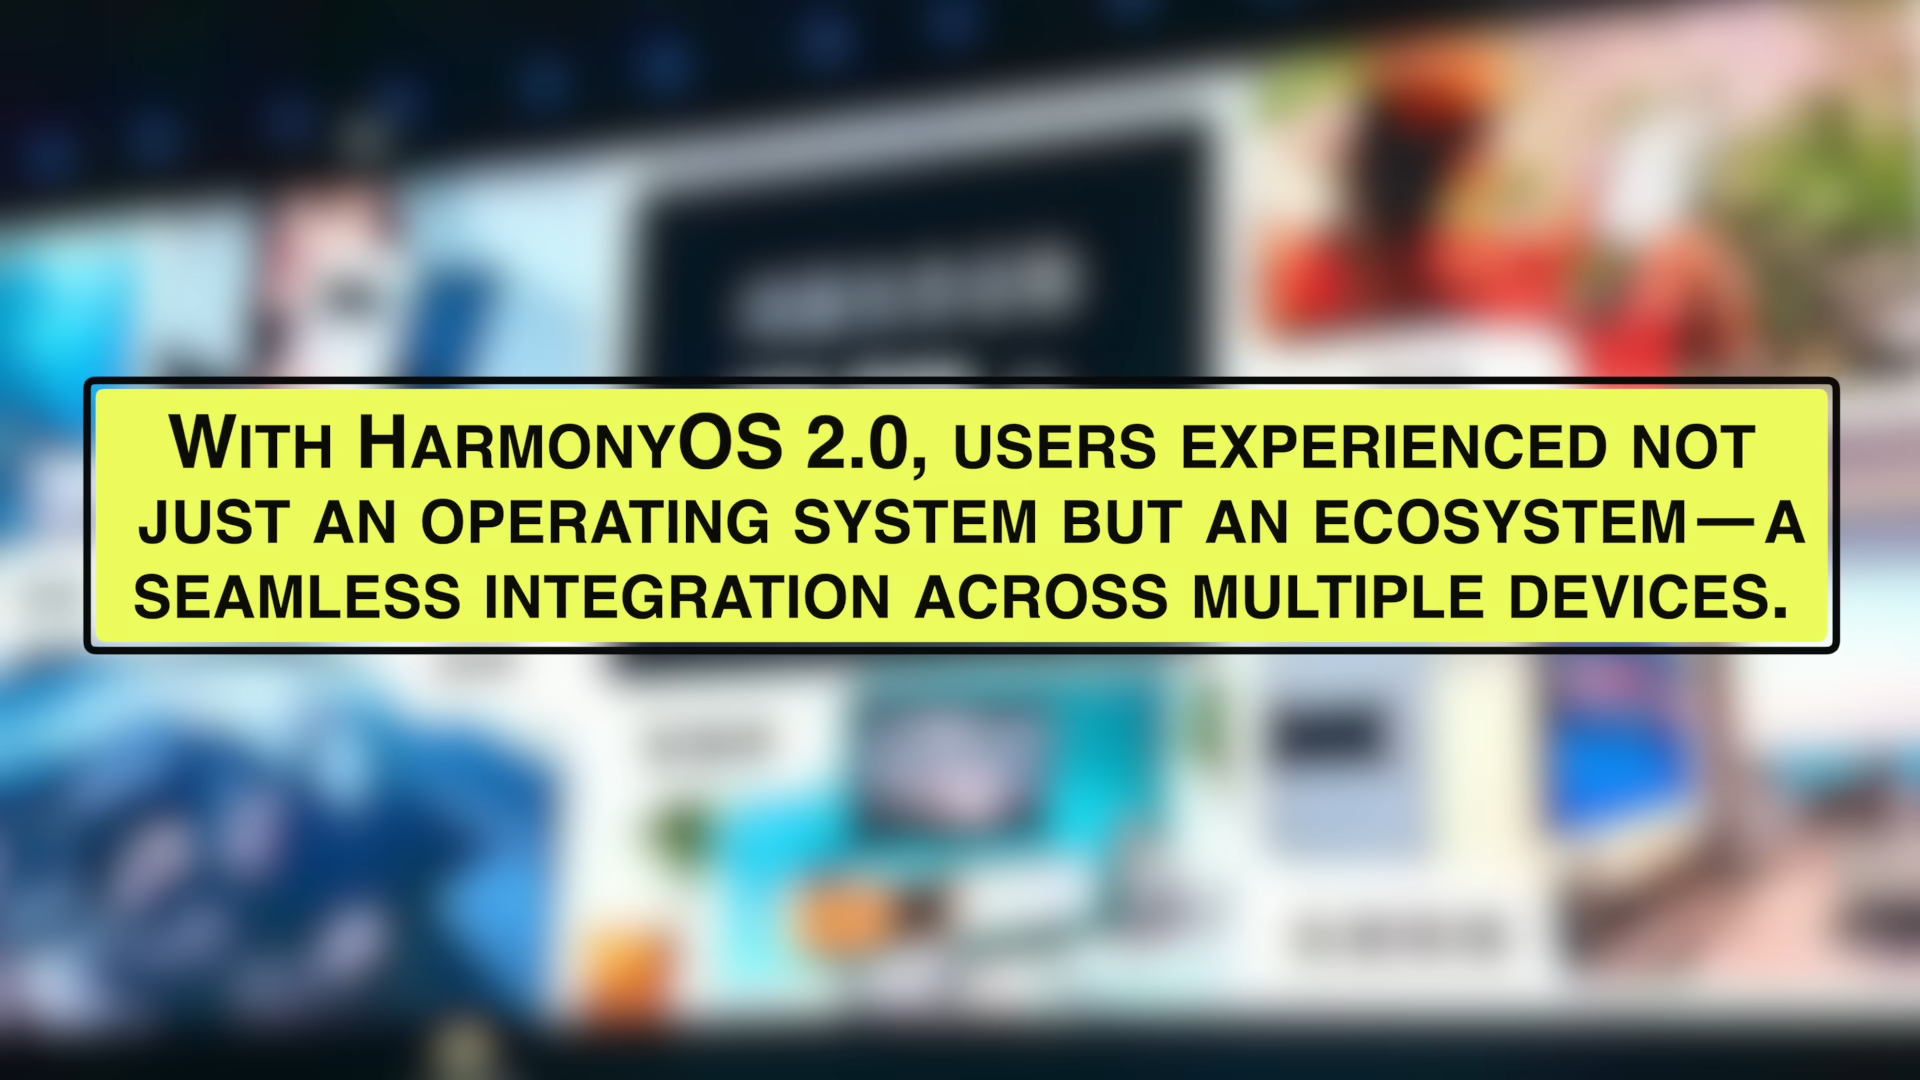 With HarmonyOS 2.0, users experienced not
just an operating system but an ecosystem—a
seamless integration across multiple devices.